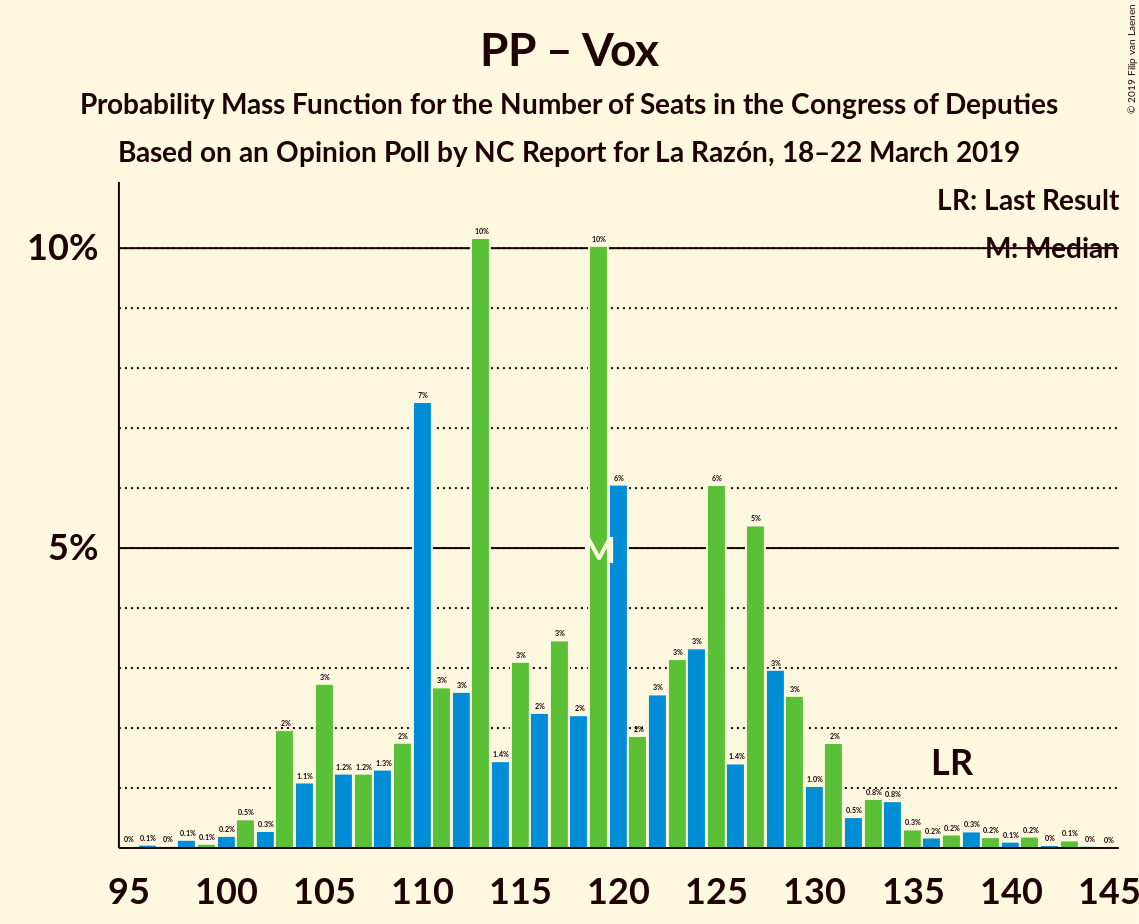 PP – Vox
Probability Mass Function for the Number of Seats in the Congress of Deputies
Based on an Opinion Poll by NC Report for La Razón, 18–22 March 2019
© 2019 Filip van Laenen
LR: Last Result
M: Median
10%
5%
0% 0.1% 0% 0.1% 0.1% 0.2% 0.5% 0.3% 2% 1.1% 3% 1.2% 1.2% 1.3% 2% 7% 3% 3% 10% 1.4% 3% 2% 3% 2% 10% 6% 2% 3% 3% 3% 6% 1.4% 5% 3% 3% 1.0% 2% 0.5% 0.8% 0.8% 0.3% 0.2% 0.2% 0.3% 0.2% 0.1% 0.2% 0% 0.1% 0% 0%
M
LR
95 100 105 110 115 120 125 130 135 140 145